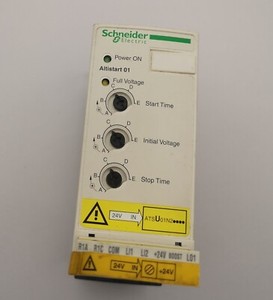 Schneider
Electric
Power ON
Altistart 01
Full Voltage
C D
B E
A
Start Time
C D
B E
A
Initial Voltage
C D
B E
A
Stop Time
24V IN
ATSU01N2●●●●
R1A R1C COM LI1 LI2 +24V BOOST LO1
24V IN +24V